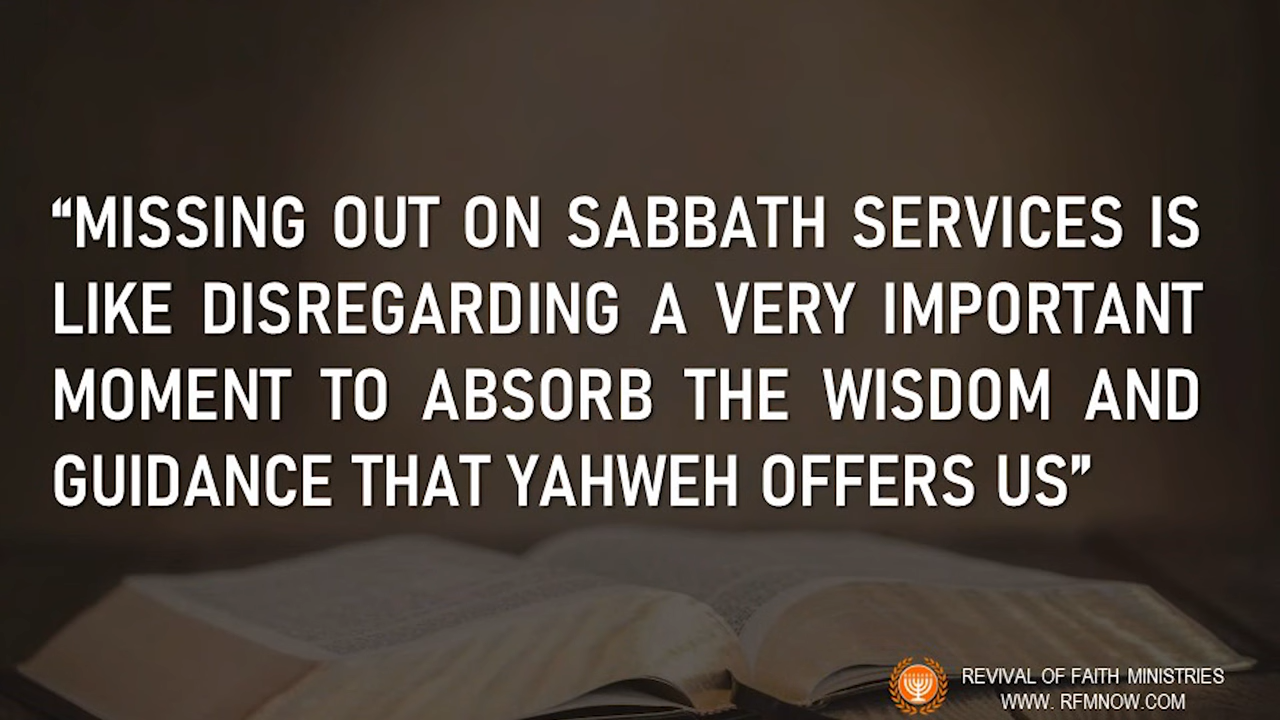 “MISSING OUT ON SABBATH SERVICES IS
LIKE DISREGARDING A VERY IMPORTANT
MOMENT TO ABSORB THE WISDOM AND
GUIDANCE THAT YAHWEH OFFERS US”
REVIVAL OF FAITH MINISTRIES
WWW. RFMNOW.COM